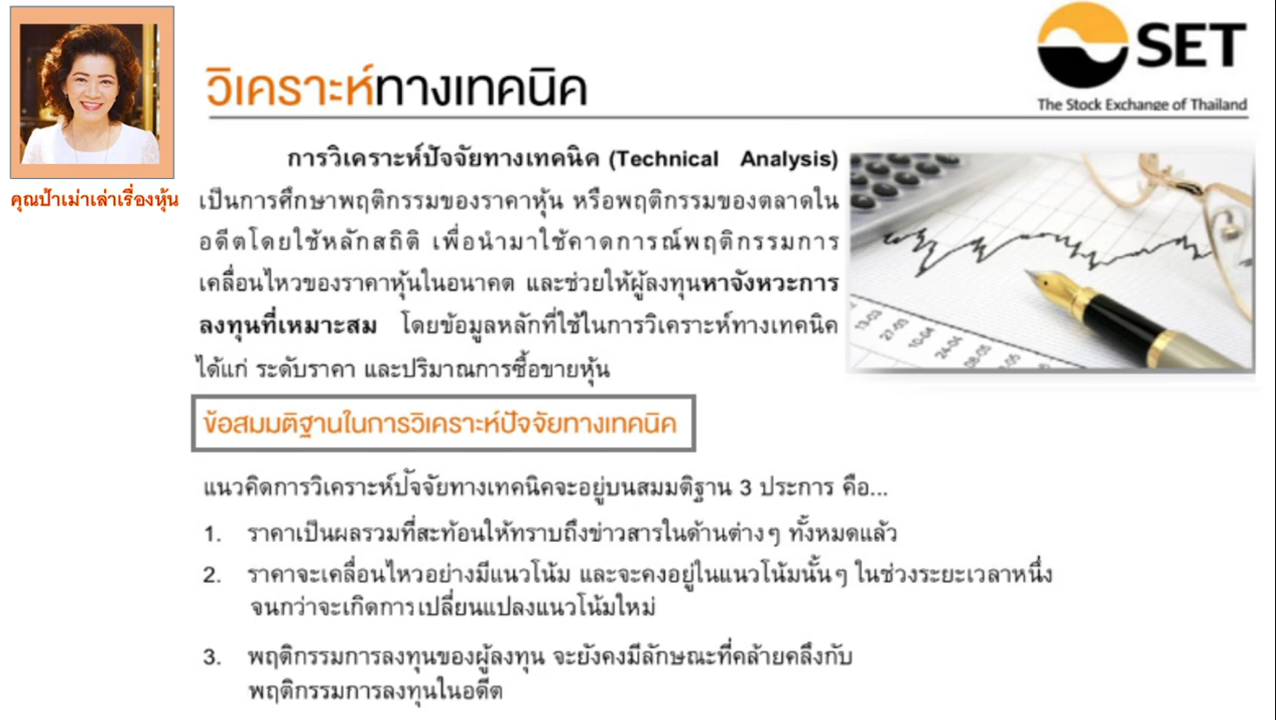 SET
The Stock Exchange of Thailand
วิเคราะห์ทางเทคนิค
คุณป้าเม่าเล่าเรื่องหุ้น
การวิเคราะห์ปัจจัยทางเทคนิค (Technical Analysis)
เป็นการศึกษาพฤติกรรมของราคาหุ้น หรือพฤติกรรมของตลาดใน
อดีตโดยใช้หลักสถิติ เพื่อนำมาใช้คาดการณ์พฤติกรรมการ
เคลื่อนไหวของราคาหุ้นในอนาคต และช่วยให้ผู้ลงทุนหาจังหวะการ
ลงทุนที่เหมาะสม โดยข้อมูลหลักที่ใช้ในการวิเคราะห์ทางเทคนิค
ได้แก่ ระดับราคา และปริมาณการซื้อขายหุ้น
13-03
27-03
10-04
24-04
08-05
ข้อสมมติฐานในการวิเคราะห์ปัจจัยทางเทคนิค
แนวคิดการวิเคราะห์ปัจจัยทางเทคนิคจะอยู่บนสมมติฐาน 3 ประการ คือ...
1. ราคาเป็นผลรวมที่สะท้อนให้ทราบถึงข่าวสารในด้านต่างๆ ทั้งหมดแล้ว
2. ราคาจะเคลื่อนไหวอย่างมีแนวโน้ม และจะคงอยู่ในแนวโน้มนั้นๆ ในช่วงระยะเวลาหนึ่ง
จนกว่าจะเกิดการเปลี่ยนแปลงแนวโน้มใหม่
3. พฤติกรรมการลงทุนของผู้ลงทุน จะยังคงมีลักษณะที่คล้ายคลึงกับ
พฤติกรรมการลงทุนในอดีต